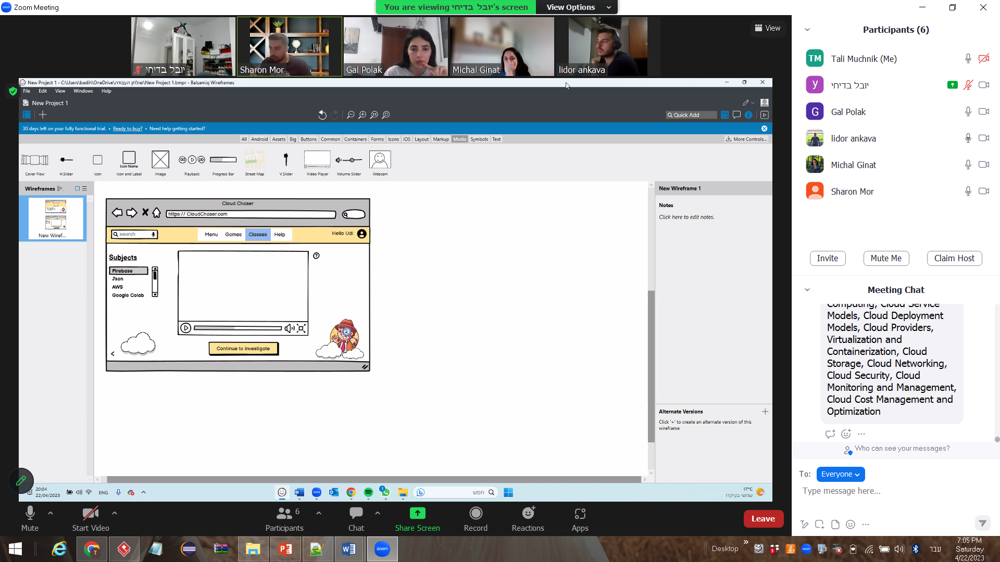 Zoom Meeting
You are viewing יובל בדיחי's screen
View Options
View
יובל בדיחי
Sharon Mor
Gal Polak
Michal Ginat
lidor ankava
New Project 1 - C:\Users\badih\OneDrive\שולחן העבודה\New Project 1.bmpr - Balsamiq Wireframes
File Edit View Windows Help
New Project 1
Quick Add
30 days left on your fully functional trial. • Ready to buy? • Need help getting started?
All Android Assets Big Buttons Common Containers Forms Icons iOS Layout Markup Media Symbols Text
More Controls...
Icon Name
Cover Flow H.Slider Icon Icon and Label Image Playback Progress Bar Street Map V.Slider Video Player Volume Slider Webcam
Wireframes
New Wiref...
Cloud Chaser
https:// CloudChaser.com
search
Menu Games Classes Help
Hello Udi
Subjects
Firebase
Json
AWS
Google Colab
Continue to investigate
New Wireframe 1
Notes
Click here to edit notes.
Alternate Versions
Click '+' to create an alternate version of this
wireframe
20:04
22/04/2023
ENG
1
חפש
17°C
שמשי בעיקרו
Mute
Start Video
6
Participants
Chat
Share Screen
Record
Reactions
Apps
Leave
Participants (6)
TM Tali Muchnik (Me)
y יובל בדיחי
G Gal Polak
lidor ankava
Michal Ginat
Sharon Mor
Invite
Mute Me
Claim Host
Meeting Chat
Computing, Cloud Service
Models, Cloud Deployment
Models, Cloud Providers,
Virtualization and
Containerization, Cloud
Storage, Cloud Networking,
Cloud Security, Cloud
Monitoring and Management,
Cloud Cost Management and
Optimization
Who can see your messages?
To: Everyone
Type message here...
zoom
Desktop
עבר
7:05 PM
Saturday
4/22/2023